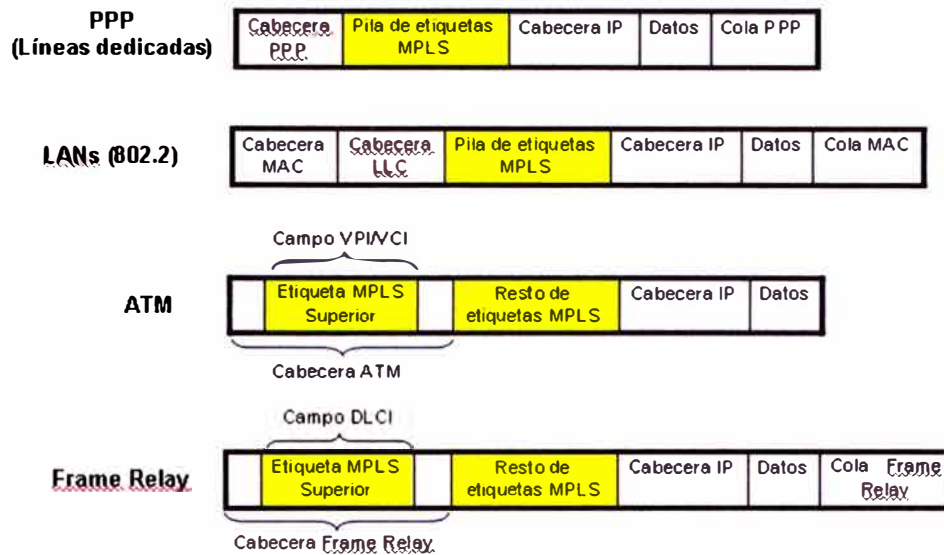 PPP
(Líneas dedicadas)
Cabecera
PPP
Pila de etiquetas
MPLS
Cabecera IP
Datos
Cola PPP
LANs (802.2)
Cabecera
MAC
Cabecera
LLC
Pila de etiquetas
MPLS
Cabecera IP
Datos
Cola MAC
Campo VPI/VCI
ATM
Etiqueta MPLS
Superior
Resto de
etiquetas MPLS
Cabecera IP
Datos
Cabecera ATM
Campo DLCI
Frame Relay
Etiqueta MPLS
Superior
Resto de
etiquetas MPLS
Cabecera IP
Datos
Cola Frame
Relay
Cabecera Frame Relay